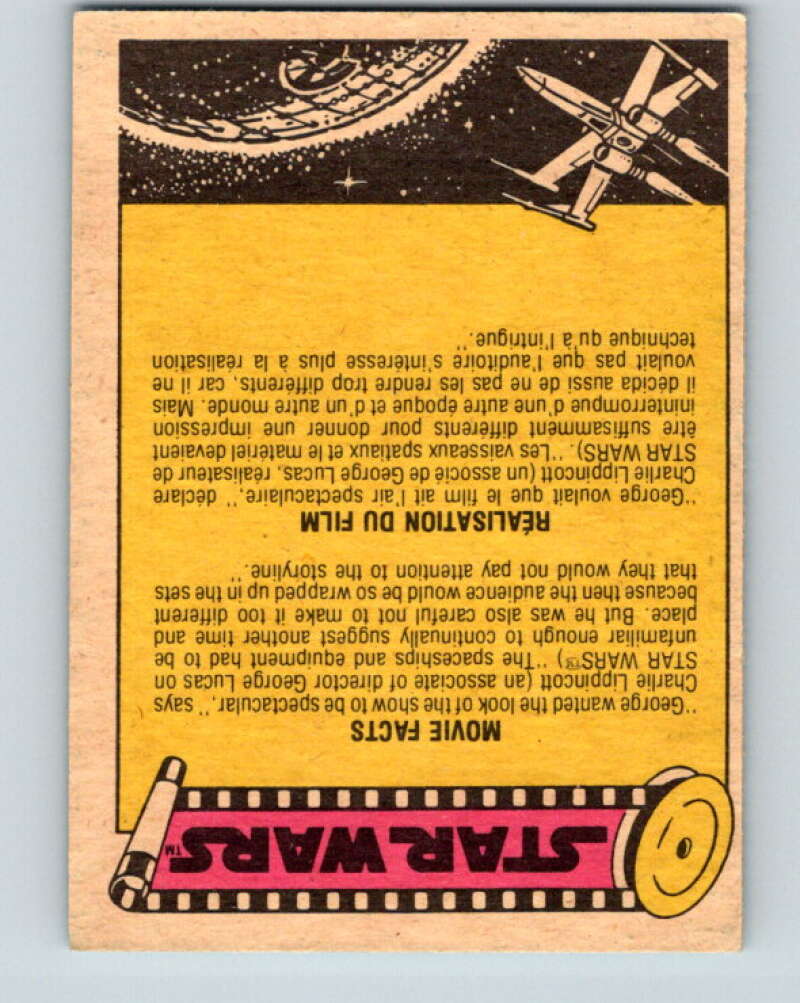 STAR WARS™
MOVIE FACTS
"George wanted the look of the show to be spectacular," says
Charlie Lippincott (an associate of director George Lucas on
STAR WARS™) "The spaceships and equipment had to be
unfamiliar enough to continually suggest another time and
place. But he was also careful not to make it too different
because then the audience would be so wrapped up in the sets
that they would not pay attention to the storyline."
RÉALISATION DU FILM
"George voulait que le film ait l'air spectaculaire," déclare
Charlie Lippincott (un associé de George Lucas, réalisateur de
STAR WARS). "Les vaisseaux spatiaux et le matériel devaient
être suffisamment différents pour donner une impression
ininterrompue d'une autre époque et d'un autre monde. Mais
il décida aussi de ne pas les rendre trop différents, car il ne
voulait pas que l'auditoire s'intéresse plus à la réalisation
technique qu'à l'intrigue."